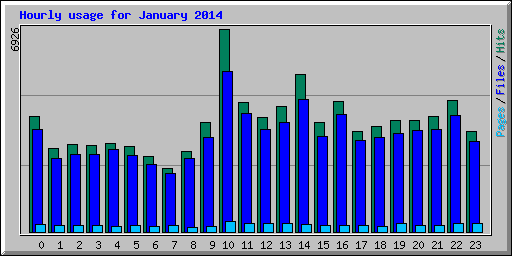 Hourly usage for January 2014
6926
Pages/Files/Hits
0 1 2 3 4 5 6 7 8 9 10 11 12 13 14 15 16 17 18 19 20 21 22 23